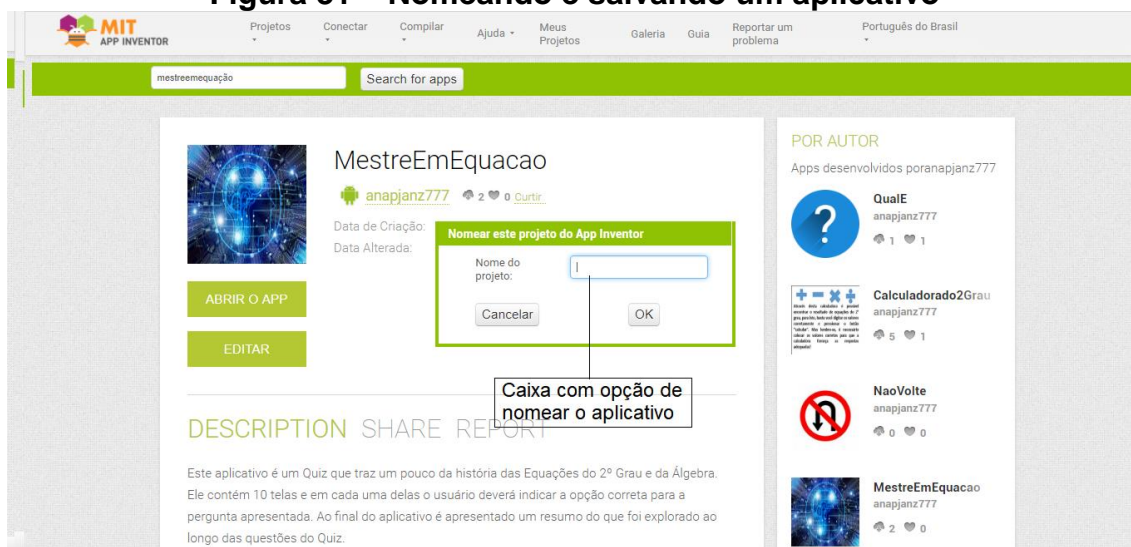 MIT
APP INVENTOR
Projetos
Conectar
Compilar
Ajuda
Meus
Projetos
Galeria
Guia
Reportar um
problema
Português do Brasil
mestreemequação
Search for apps
MestreEmEquacao
anapjanz777 2 0 Curtir
Data de Criação:
Data Alterada:
ABRIR O APP
EDITAR
Nomear este projeto do App Inventor
Nome do
projeto:
Cancelar
OK
Caixa com opção de
nomear o aplicativo
DESCRIPTION SHARE REPORT
Este aplicativo é um Quiz que traz um pouco da história das Equações do 2º Grau e da Álgebra.
Ele contém 10 telas e em cada uma delas o usuário deverá indicar a opção correta para a
pergunta apresentada. Ao final do aplicativo é apresentado um resumo do que foi explorado ao
longo das questões do Quiz.
POR AUTOR
Apps desenvolvidos poranapjanz777
QualE
anapjanz777
1 1
Calculadorado2Grau
anapjanz777
5 1
NaoVolte
anapjanz777
0 0
MestreEmEquacao
anapjanz777
2 0